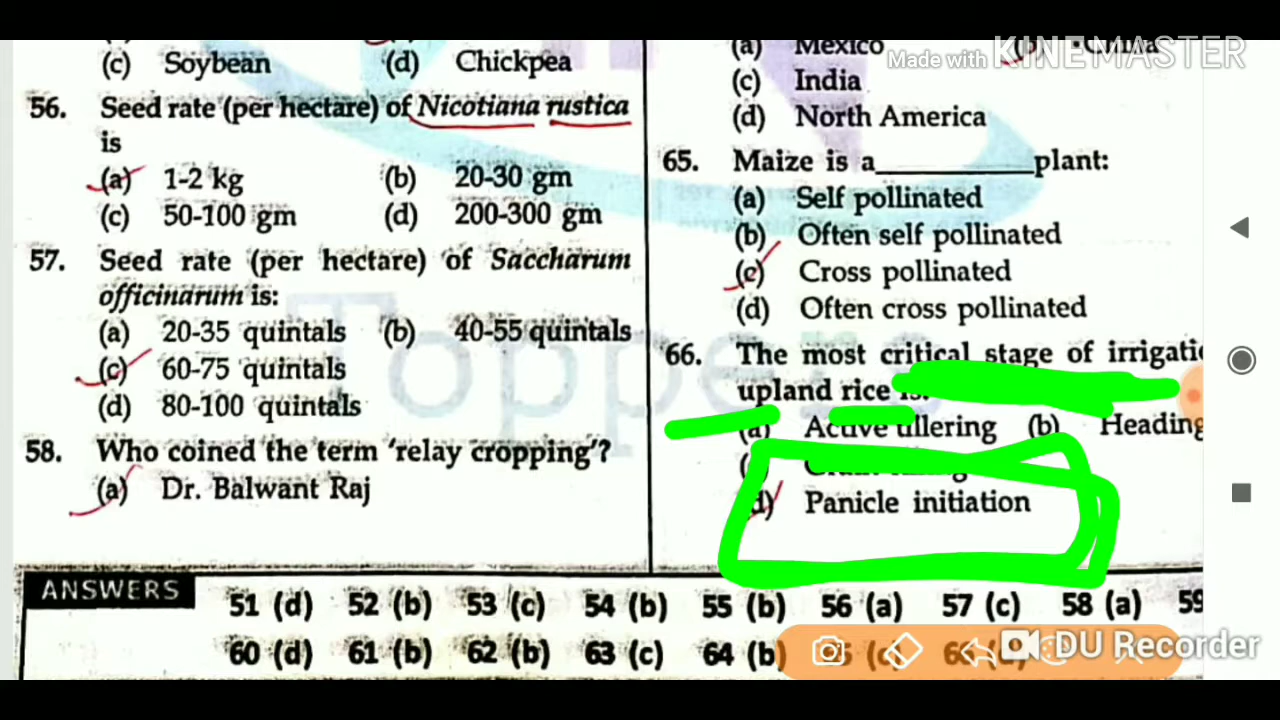 (c) Soybean (d) Chickpea
56. Seed rate (per hectare) of Nicotiana rustica
is
(a) 1-2 kg (b) 20-30 gm
(c) 50-100 gm (d) 200-300 gm
57. Seed rate (per hectare) of Saccharum
officinarum is:
(a) 20-35 quintals (b) 40-55 quintals
(c) 60-75 quintals
(d) 80-100 quintals
58. Who coined the term 'relay cropping'?
(a) Dr. Balwant Raj
(a) Mexico (b) China
(c) India
(d) North America
65. Maize is a__________plant:
(a) Self pollinated
(b) Often self pollinated
(c) Cross pollinated
(d) Often cross pollinated
66. The most critical stage of
upland rice is:
(a) Active tillering (b) Heading
(d) Panicle initiation
ANSWERS
51 (d) 52 (b) 53 (c) 54 (b) 55 (b) 56 (a) 57 (c) 58 (a) 59
60 (d) 61 (b) 62 (b) 63 (c) 64 (b)
Toppers
Made with KINEMASTER
DU Recorder